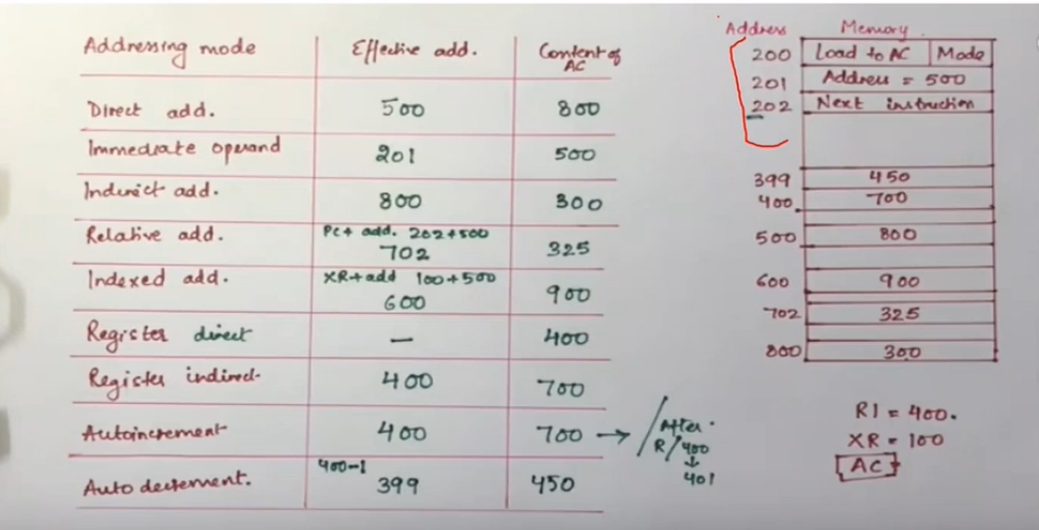 Addressing mode Effective add. Content of AC
Direct add. 500 800
Immediate operand 201 500
Indirect add. 800 300
Relative add. PC+ add. 202+500 702 325
Indexed add. XR+add 100+500 600 900
Register direct — 400
Register indirect 400 700
Autoincrement 400 700 → After. R1 400 ↓ 401
Auto decrement. 400-1 399 450
Address Memory
200 Load to AC Mode
201 Address = 500
202 Next instruction
399 450
400 700
500 800
600 900
702 325
800 300
R1 = 400.
XR = 100
AC